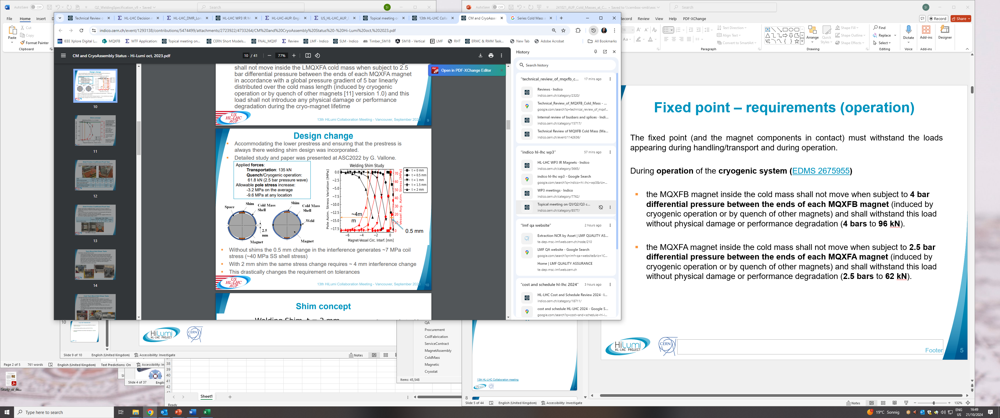 AutoSave Off Q2_WeldingSpecification_v9 • Saved
Search
SI
File Home Insert
Paste
Cut
Copy
Format Painter
Clipboard
AutoSave Off 241021_AUP_Cold_Masses_at_C... • Saved to \\cernbox-smb\eos
Search
SI
Record Review View Help PDF-XChange
Record Share
Text Direction
Align Text
Convert to SmartArt
Paragraph
Arrange
Quick Styles
Shape Fill
Shape Outline
Shape Effects
Drawing
Find
Replace
Select
Editing
Dictate
Voice
Add-ins
Add-ins
Designer
HL-LHC Decision
HL-LHC WP3 IR M
HL-LHC-AUP: Eng
Topical meeting o
13th HL-LHC Colla
CM and CryoAsse
Series Cold Mass
indico.cern.ch/event/1293138/contributions/5474499/attachments/2723922/4733264/CM%20and%20CryoAssembly%20Status%20-%20Hi-Lumi%20oct,%202023.pdf
IEEE Xplore Digital L... MQXFB MTF Application: Topical meeting on... CERN Short Models... FNAL_MQXF Review LMF · Indico SLM - Indico Timber_SM18 SM18 - Vertical LMF RHT ERMC & RMM Task... New Tab Adobe Acrobat All Bookmarks
CM and CryoAssembly Status - Hi-Lumi oct, 2023.pdf
10 / 41
77%
Open in PDF-XChange Editor
10
11
12
13
14
shall not move inside the LMQXFA cold mass when subject to 2.5
bar differential pressure between the ends of each MQXFA magnet
in accordance with a global pressure gradient of 5 bar linearly
distributed over the cold mass length (induced by cryogenic
operation or by quench of other magnets [11] version 1.0) and this
load shall not introduce any physical damage or performance
degradation during the cryo-magnet lifetime
US HL-LHC AUP
13th HiLumi Collaboration Meeting - Vancouver, September 2023 9
Design change
Accommodating the lower prestress and ensuring that the prestress is
always there welding shim design was incorporated.
Detailed study and paper was presented at ASC2022 by G. Vallone.
Applied forces:
Transportation: 135 kN
Quench/Cryogenic operation:
61.8 kN (2.5 bar pressure wave)
Allowable pole stress increase:
-3.2 MPa on the average
-9.6 MPa at any location
Space
Shim
Cold Mass Shell
2.5 mm
Magnet
Shim
Cold Mass Shell
Weld
Magnet
Welding Shim Study
Pole Azim. Stress Variation [MPa]
0.0
−2.5
−5.0
−7.5
−10.0
−12.5
−15.0
−17.5
−6 −4 −2 0
Magnet-Vessel Circ. Interf. [mm]
70
60
50
40
30
20
10
0
Vessel Avg. Azim. Stress [MPa]
t = 0 mm
t = 0.5 mm
t = 1 mm
t = 1.5 mm
t = 2 mm
~4m
m
0.5 mm
Without shims the 0.5 mm change in the interference generates ~7 MPa coil
stress (~40 MPa SS shell stress)
With 2 mm shim the same stress change requires ~ 4 mm interference change
This drastically changes the requirement on tolerances
US HL-LHC AUP
13th HiLumi Collaboration Meeting - Vancouver, September 2023 10
Shim concept
History
Search history
"technical_review_of_mqxfb_c... 17 mins ago
Reviews · Indico
indico.cern.ch/category/2320/
Technical_Review_of_MQXFB_Cold_Mass - ...
google.com/search?q=technical_review_of_mqxf...
Internal review of busbars and splices · Indi...
indico.cern.ch/category/15717/
Technical Review of MQXFB Cold Mass (Ma...
indico.cern.ch/event/1142636/
"indico hl-lhc wp3" 57 mins ago
HL-LHC WP3 IR Magnets · Indico
indico.cern.ch/category/3665/
indico hl-lhc wp3 - Google Search
google.com/search?q=indico+hl-lhc+wp3&rlz=...
WP3 meetings · Indico
indico.cern.ch/category/7762/
Topical meeting on Q1/Q2/Q3 c...
indico.cern.ch/category/8577/
"lmf qa website" 2 hours ago
Extraction NCR by Asset | LMF QUALITY AS...
te-dep-msc-lmf.web.cern.ch/node/210
LMF QA website - Google Search
google.com/search?q=lmf+qa+website&rlz=1C...
Home | LMF QUALITY ASSURANCE
te-dep-msc-lmf.web.cern.ch
"cost and schedule hl-lhc 2024" 3 hours ago
HL-LHC Cost and Schedule Review 2024 · I...
indico.cern.ch/category/18711/
cost and schedule HL-LHC 2024 - Google S...
google.com/search?q=cost+and+schedule+hl-l...
Fixed point – requirements (operation)
The fixed point (and the magnet components in contact) must withstand the loads
appearing during handling/transport and during operation.
During operation of the cryogenic system (EDMS 2675955)
the MQXFB magnet inside the cold mass shall not move when subject to 4 bar
differential pressure between the ends of each MQXFB magnet (induced by
cryogenic operation or by quench of other magnets) and shall withstand this load
without physical damage or performance degradation (4 bars to 96 kN).
the MQXFA magnet inside the cold mass shall not move when subject to 2.5 bar
differential pressure between the ends of each MQXFA magnet (induced by
cryogenic operation or by quench of other magnets) and shall withstand this load
without physical damage or performance degradation (2.5 bars to 62 kN).
HiLumi HL-LHC PROJECT
CERN
Footer 5
10
HiLumi HL-LHC PROJECT
CERN
Slide 9 of 10 English (United Kingdom) Accessibility: Investigate Notes
Page 2 of 5 761 words English (United Kingdom) Text Predictions: On Accessibility: In
Slide 4 of 37
QA
Procurement
CoilFabrication
ServiceContract
MagnetAssembly
ColdMass
Magnetic
Cryostat
Items: 45,548
38
39
40
41
42
Sheet1
Ready
13th HL-LHC Collaboration meeting
8
Slide 5 of 44 English (United Kingdom) Accessibility: Investigate Notes 132%
Study_of_th...
Type here to search
19°C Sonnig
ENG US
16:49
21/10/2024